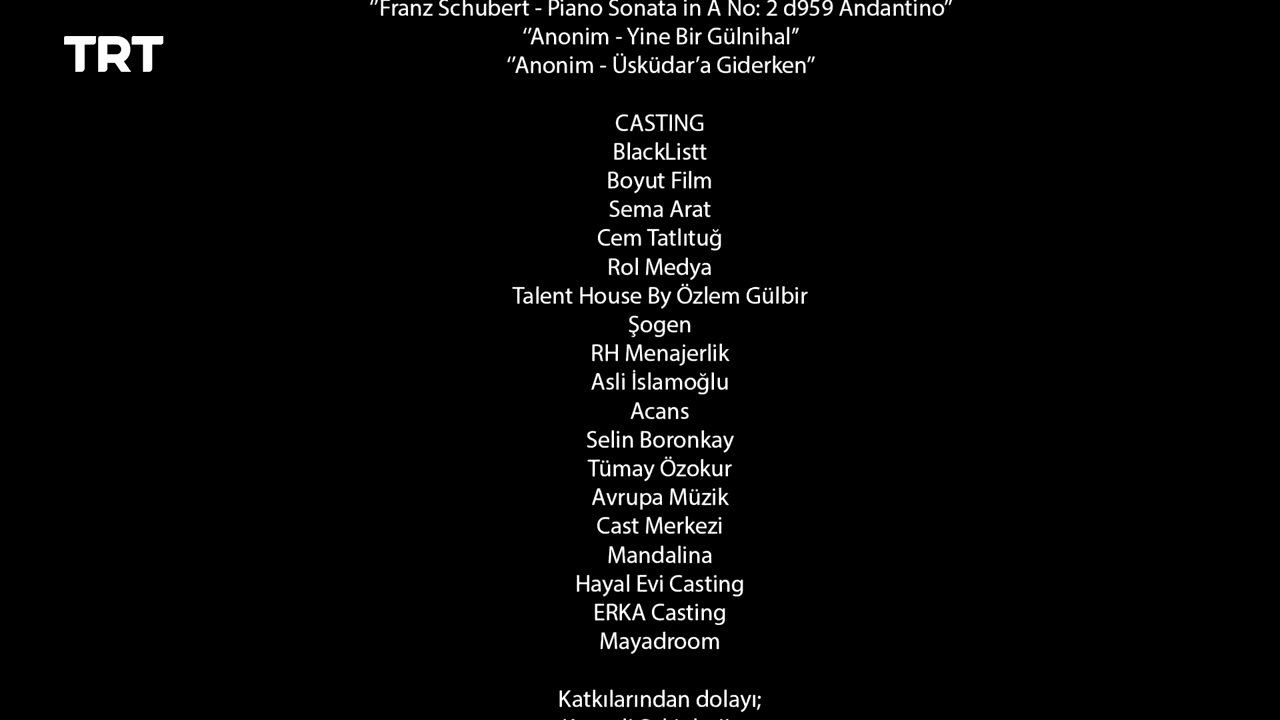 TRT
‘’Franz Schubert - Piano Sonata in A No: 2 d959 Andantino’’
‘’Anonim - Yine Bir Gülnihal’’
‘’Anonim - Üsküdar’a Giderken’’
CASTING
BlackListt
Boyut Film
Sema Arat
Cem Tatlıtuğ
Rol Medya
Talent House By Özlem Gülbir
Şogen
RH Menajerlik
Asli İslamoğlu
Acans
Selin Boronkay
Tümay Özokur
Avrupa Müzik
Cast Merkezi
Mandalina
Hayal Evi Casting
ERKA Casting
Mayadroom
Katkılarından dolayı;